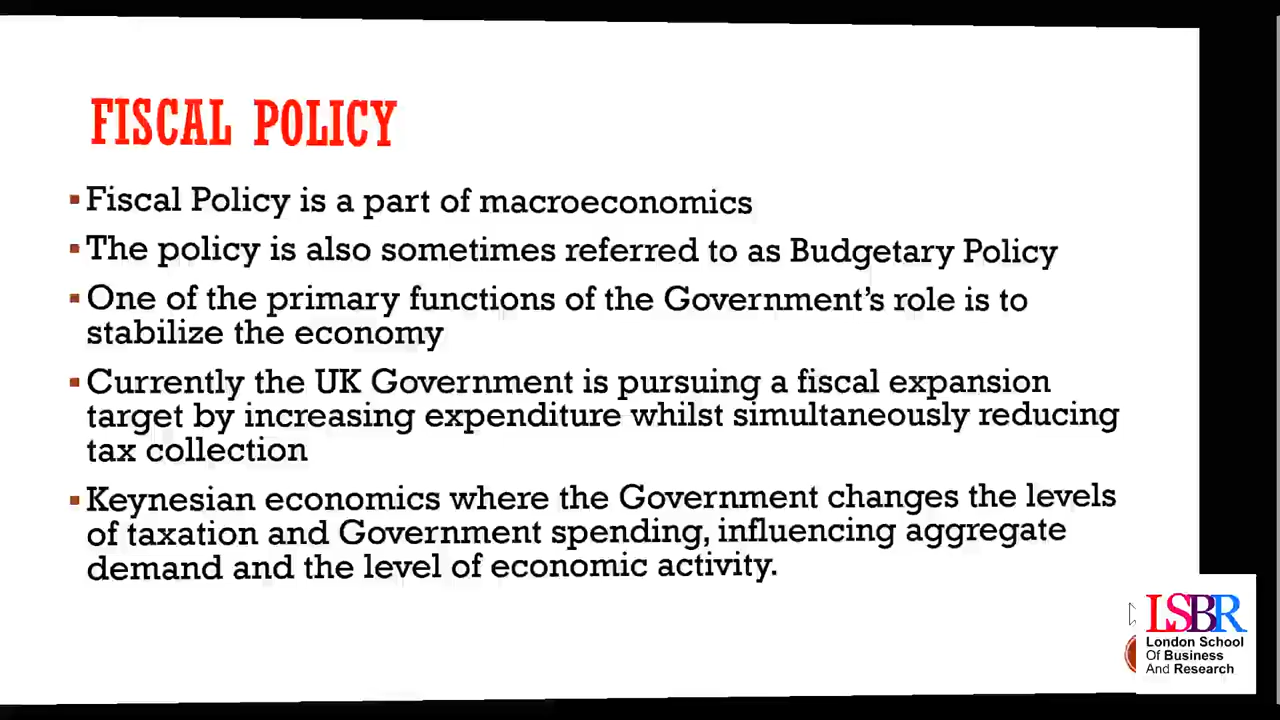 FISCAL POLICY
▪Fiscal Policy is a part of macroeconomics
▪The policy is also sometimes referred to as Budgetary Policy
▪One of the primary functions of the Government's role is to
stabilize the economy
▪Currently the UK Government is pursuing a fiscal expansion
target by increasing expenditure whilst simultaneously reducing
tax collection
▪Keynesian economics where the Government changes the levels
of taxation and Government spending, influencing aggregate
demand and the level of economic activity.
LSBR
London School
Of Business
And Research